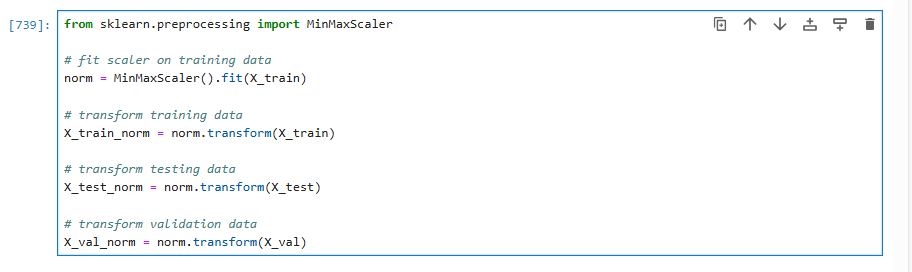 [739]: from sklearn.preprocessing import MinMaxScaler
# fit scaler on training data
norm = MinMaxScaler().fit(X_train)
# transform training data
X_train_norm = norm.transform(X_train)
# transform testing data
X_test_norm = norm.transform(X_test)
# transform validation data
X_val_norm = norm.transform(X_val)